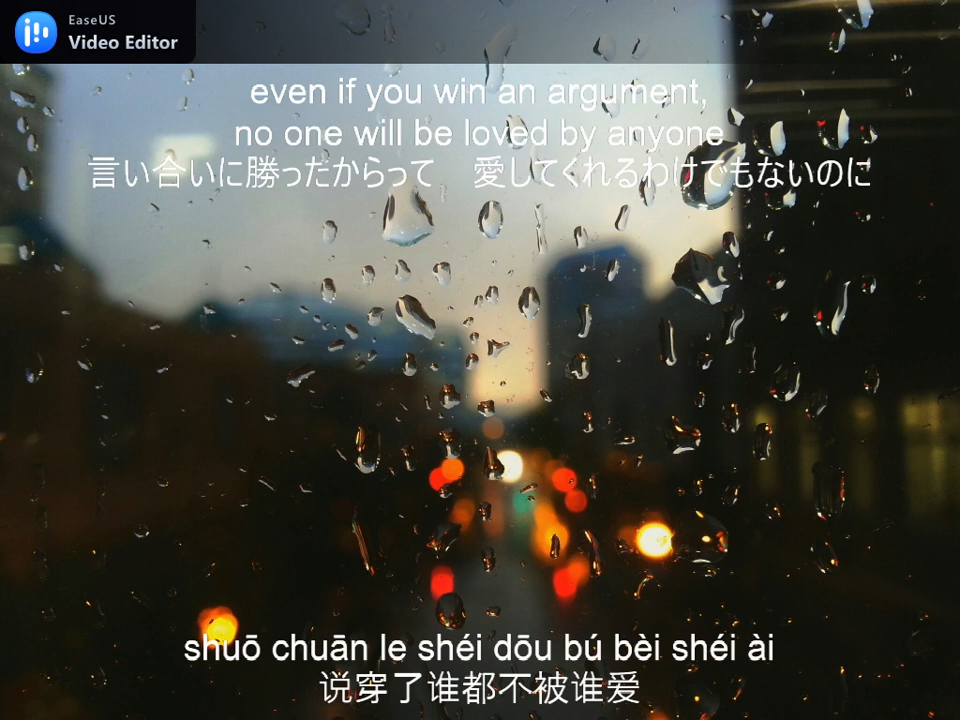 EaseUS
Video Editor
even if you win an argument,
no one will be loved by anyone
言い合いに勝ったからって　愛してくれるわけでもないのに
shuō chuān le shéi dōu bú bèi shéi ài
说穿了谁都不被谁爱